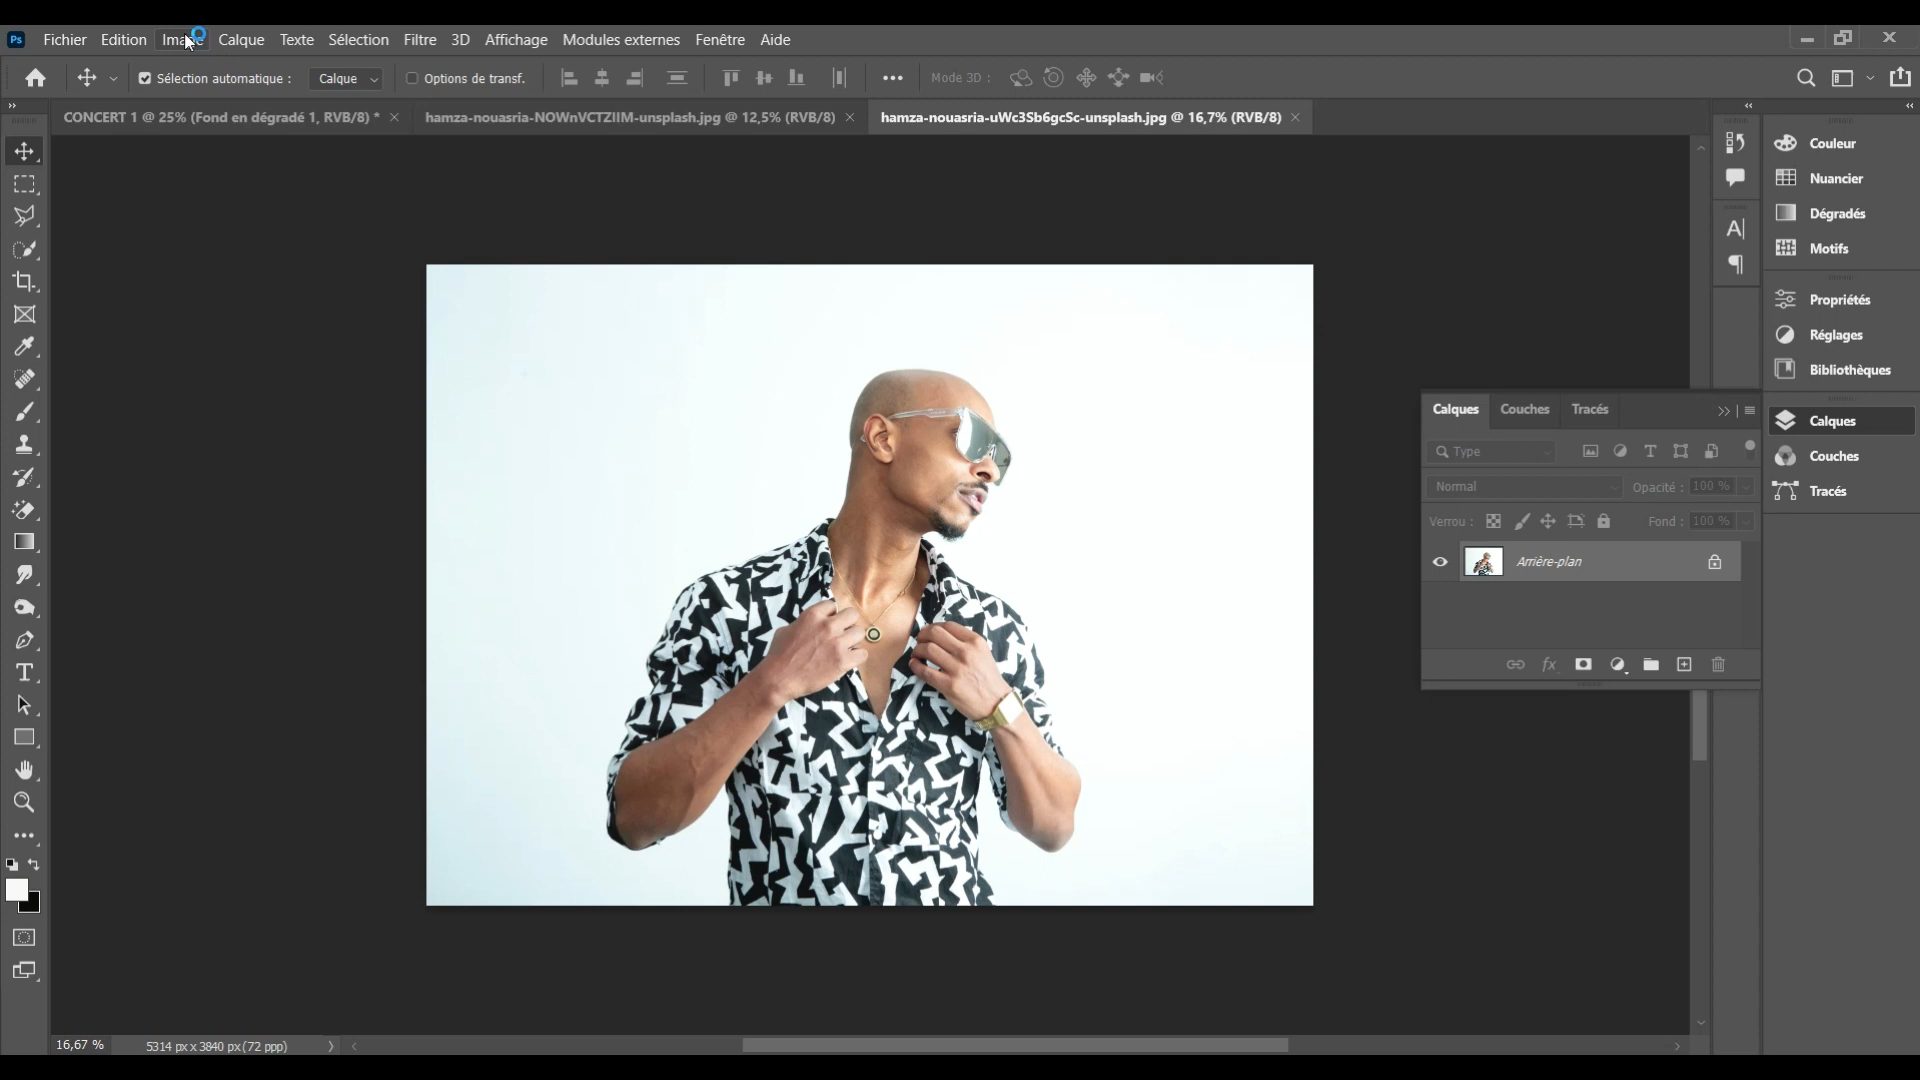 Ps Fichier Edition Image Calque Texte Sélection Filtre 3D Affichage Modules externes Fenêtre Aide
Sélection automatique : Calque Options de transf. Mode 3D :
CONCERT 1 @ 25% (Fond en dégradé 1, RVB/8) * hamza-nouasria-NOWnVCTZIIM-unsplash.jpg @ 12,5% (RVB/8) hamza-nouasria-uWc3Sb6gcSc-unsplash.jpg @ 16,7% (RVB/8)
Couleur
Nuancier
Dégradés
Motifs
Propriétés
Réglages
Bibliothèques
Calques
Couches
Tracés
Calques Couches Tracés
Type
Normal Opacité : 100 %
Verrou : Fond : 100 %
Arrière-plan
fx
16,67 % 5314 px x 3840 px (72 ppp)